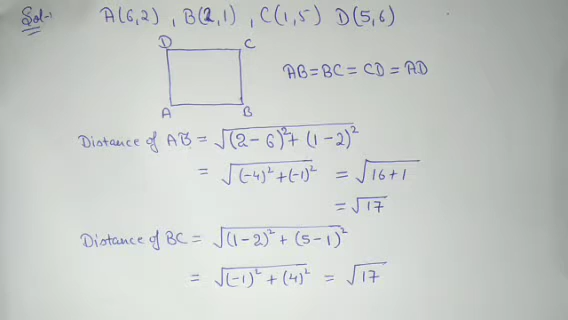 Sol-1
A(6,2) , B(2,1) , C(1,5) D(5,6)
D C
AB=BC=CD=AD
A B
Distance of AB = √((2-6)²+(1-2)²)
= √((-4)²+(-1)²) = √(16+1)
= √17
Distance of BC = √((1-2)²+(5-1)²)
= √((-1)²+(4)²) = √17